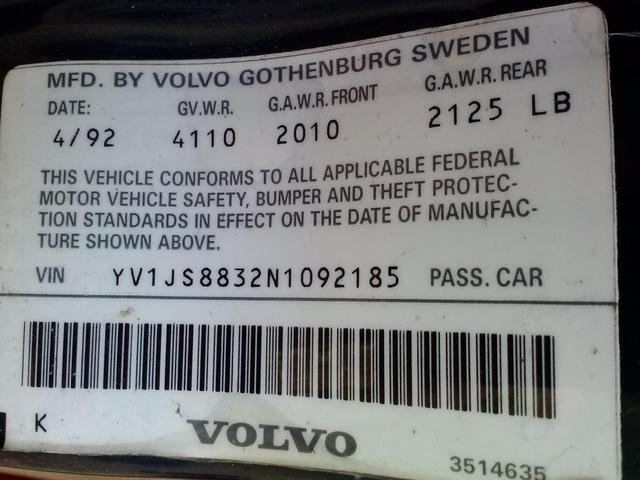 MFD. BY VOLVO GOTHENBURG SWEDEN
DATE: GV.W.R. G.A.W.R. FRONT G.A.W.R. REAR
4/92 4110 2010 2125 LB
THIS VEHICLE CONFORMS TO ALL APPLICABLE FEDERAL
MOTOR VEHICLE SAFETY, BUMPER AND THEFT PROTEC-
TION STANDARDS IN EFFECT ON THE DATE OF MANUFAC-
TURE SHOWN ABOVE.
VIN YV1JS8832N1092185 PASS. CAR
K VOLVO
3514635